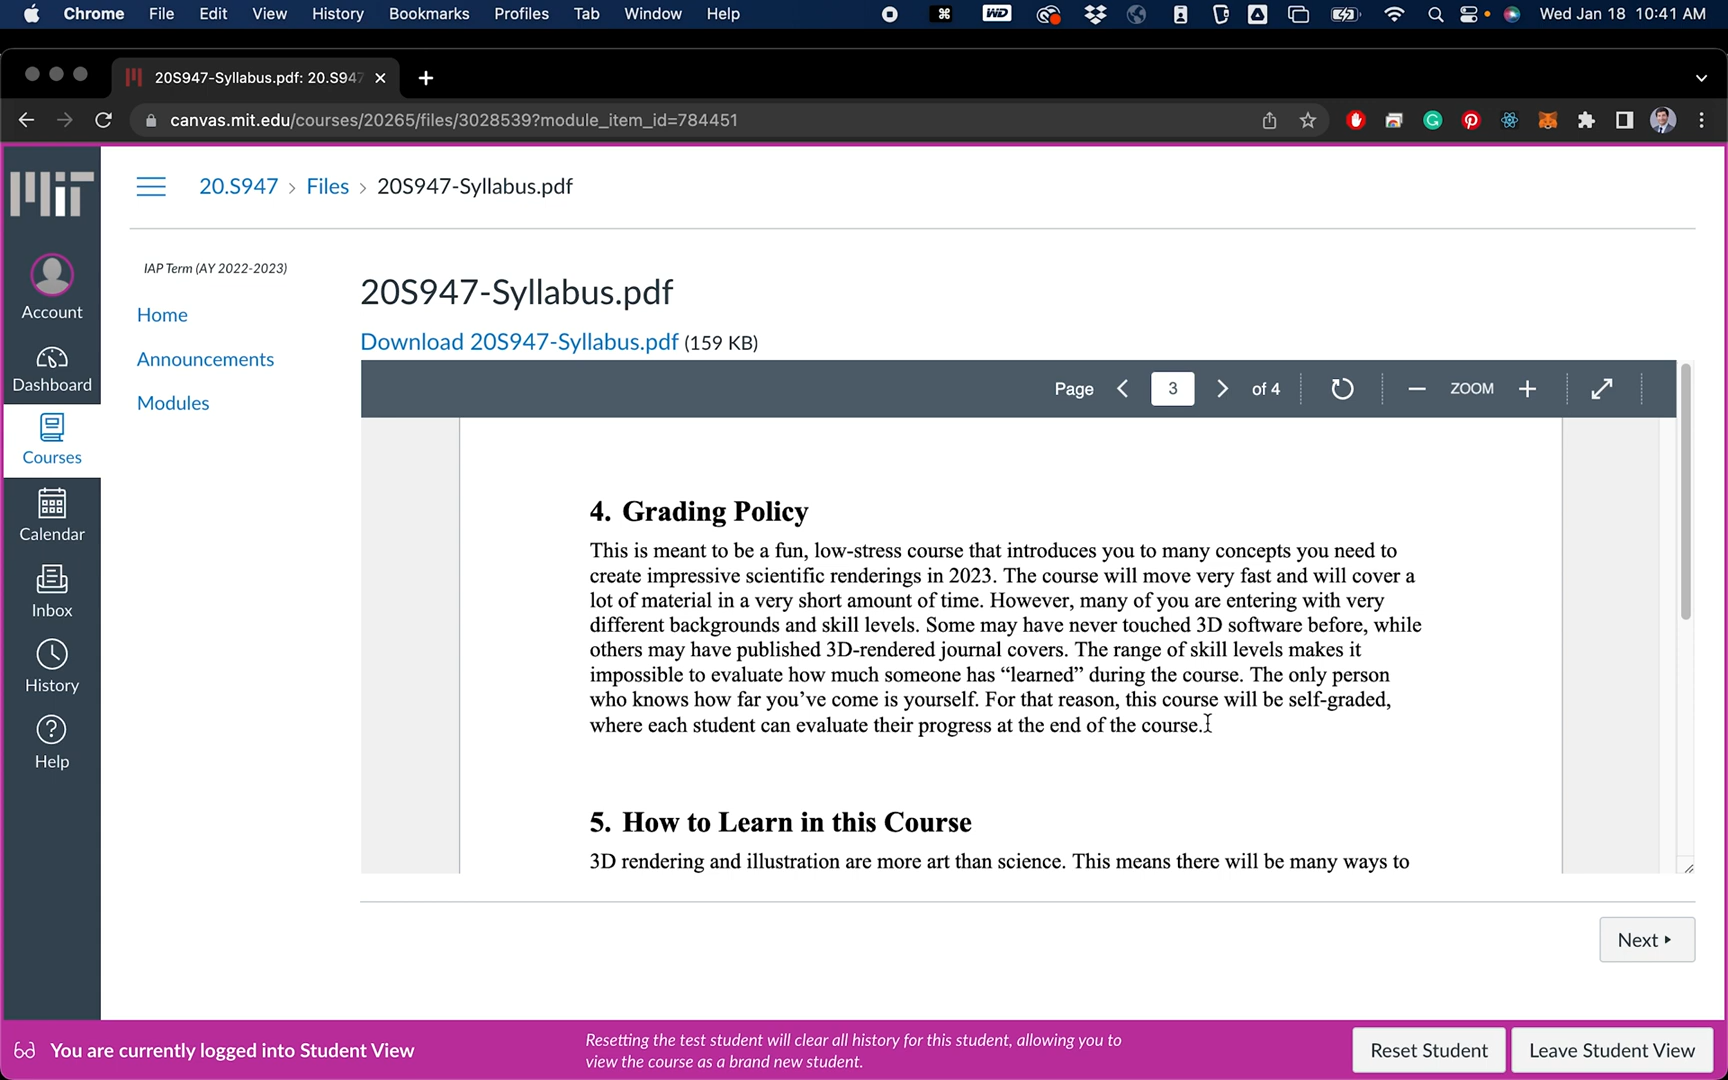 Chrome File Edit View History Bookmarks Profiles Tab Window Help WD Wed Jan 18 10:41 AM
20S947-Syllabus.pdf: 20.S947
canvas.mit.edu/courses/20265/files/3028539?module_item_id=784451
MiT
20.S947 › Files › 20S947-Syllabus.pdf
IAP Term (AY 2022-2023)
Home
Announcements
Modules
Account
Dashboard
Courses
Calendar
Inbox
History
Help
20S947-Syllabus.pdf
Download 20S947-Syllabus.pdf (159 KB)
Page 3 of 4 ZOOM
4. Grading Policy
This is meant to be a fun, low-stress course that introduces you to many concepts you need to
create impressive scientific renderings in 2023. The course will move very fast and will cover a
lot of material in a very short amount of time. However, many of you are entering with very
different backgrounds and skill levels. Some may have never touched 3D software before, while
others may have published 3D-rendered journal covers. The range of skill levels makes it
impossible to evaluate how much someone has “learned” during the course. The only person
who knows how far you’ve come is yourself. For that reason, this course will be self-graded,
where each student can evaluate their progress at the end of the course.
5. How to Learn in this Course
3D rendering and illustration are more art than science. This means there will be many ways to
Next
You are currently logged into Student View
Resetting the test student will clear all history for this student, allowing you to
view the course as a brand new student.
Reset Student
Leave Student View